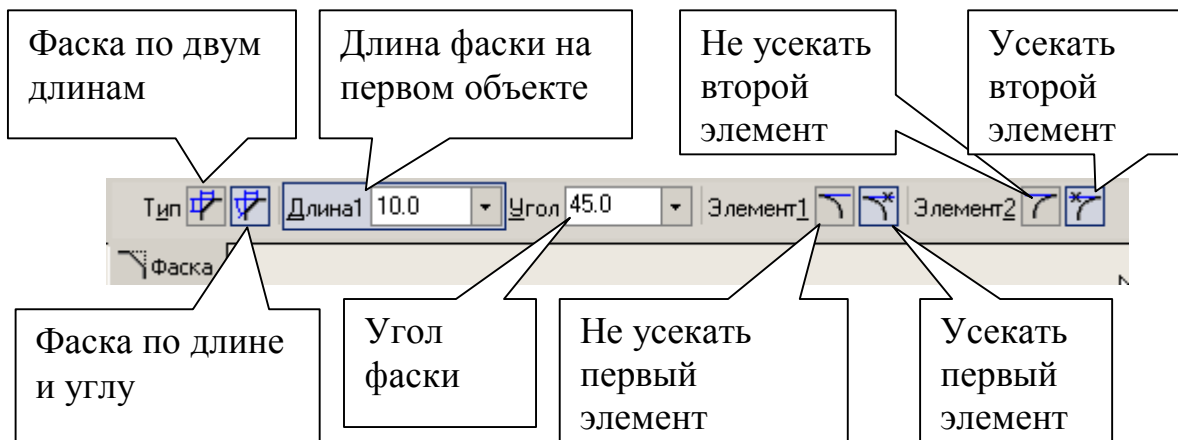 Фаска по двум
длинам
Длина фаски на
первом объекте
Не усекать
второй
элемент
Усекать
второй
элемент
Тип Длина1 10.0 Угол 45.0 Элемент1 Элемент2
Фаска
Фаска по длине
и углу
Угол
фаски
Не усекать
первый
элемент
Усекать
первый
элемент